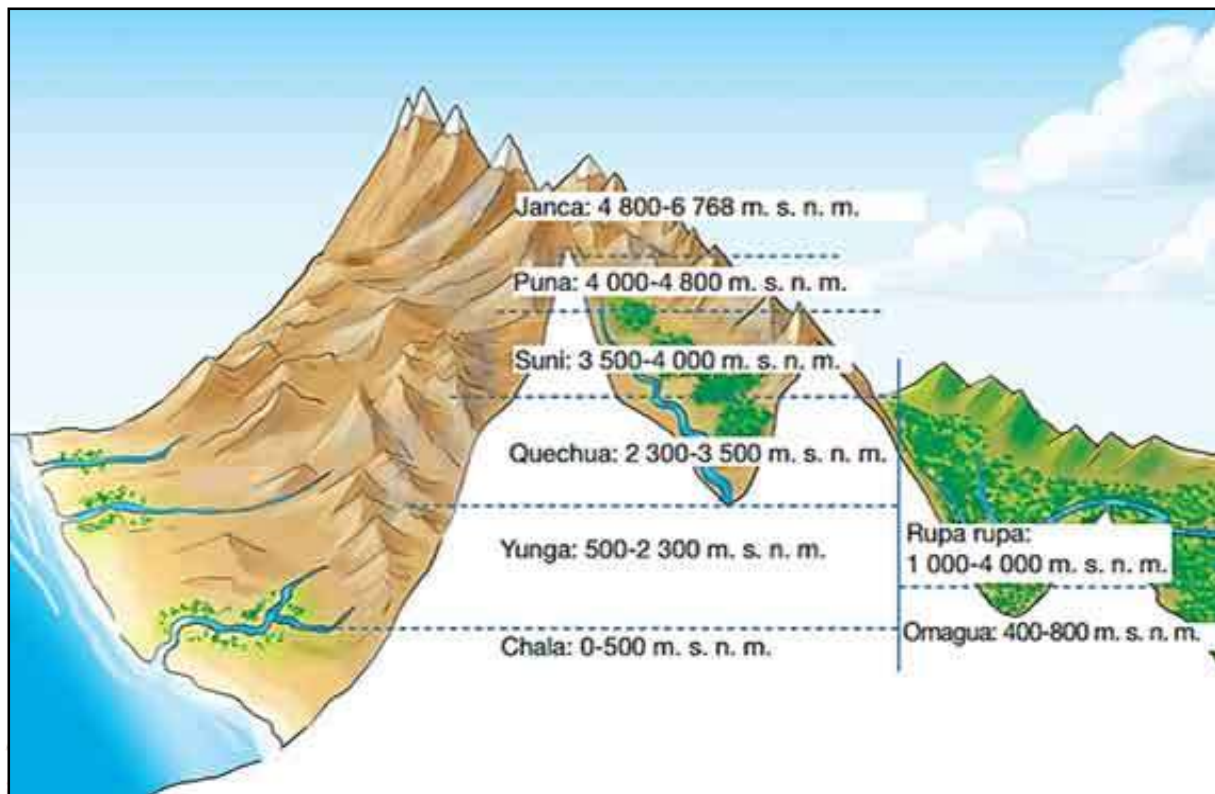 Janca: 4 800-6 768 m. s. n. m.
Puna: 4 000-4 800 m. s. n. m.
Suni: 3 500-4 000 m. s. n. m.
Quechua: 2 300-3 500 m. s. n. m.
Yunga: 500-2 300 m. s. n. m.
Chala: 0-500 m. s. n. m.
Rupa rupa:
1 000-4 000 m. s. n. m.
Omagua: 400-800 m. s. n. m.